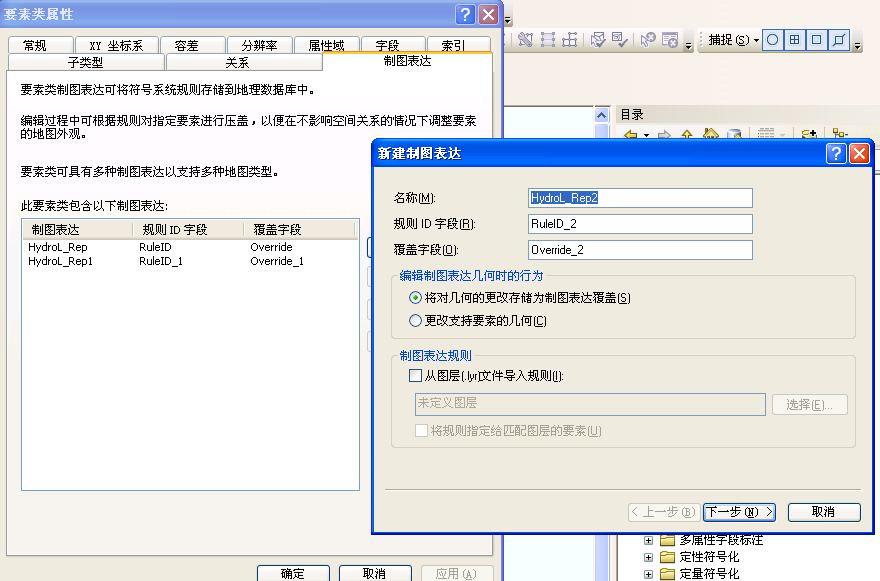 要素类属性
常规 XY 坐标系 容差 分辨率 属性域 字段 索引
子类型 关系 制图表达
要素类制图表达可将符号系统规则存储到地理数据库中。
编辑过程中可根据规则对指定要素进行压盖，以便在不影响空间关系的情况下调整要素
的地图外观。
要素类可具有多种制图表达以支持多种地图类型。
此要素类包含以下制图表达:
制图表达 规则 ID 字段 覆盖字段
HydroL_Rep RuleID Override
HydroL_Rep1 RuleID_1 Override_1
确定 取消 应用(A)
捕捉(S)
目录
新建制图表达
名称(M): HydroL_Rep2
规则 ID 字段(R): RuleID_2
覆盖字段(O): Override_2
编辑制图表达几何时的行为
将对几何的更改存储为制图表达覆盖(S)
更改支持要素的几何(C)
制图表达规则
从图层(.lyr)文件导入规则(I):
未定义图层 选择(E)...
将规则指定给匹配图层的要素(U)
< 上一步(B) 下一步(N) > 取消
多属性字段标注
定性符号化
定量符号化